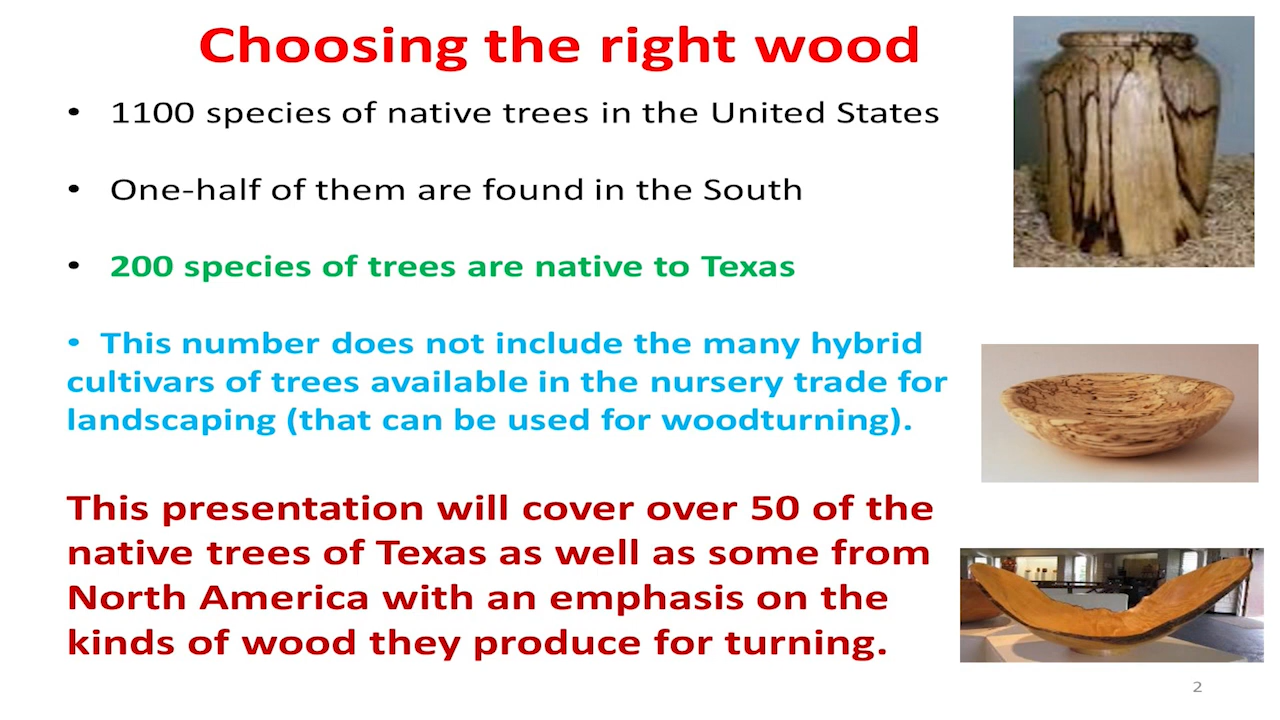 Choosing the right wood
• 1100 species of native trees in the United States
• One-half of them are found in the South
• 200 species of trees are native to Texas
• This number does not include the many hybrid
cultivars of trees available in the nursery trade for
landscaping (that can be used for woodturning).
This presentation will cover over 50 of the
native trees of Texas as well as some from
North America with an emphasis on the
kinds of wood they produce for turning.
2